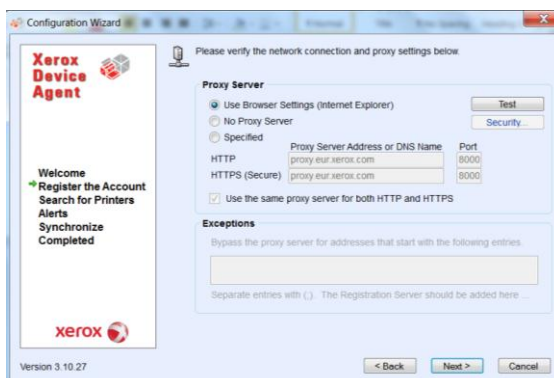 Configuration Wizard
Xerox
Device
Agent
Welcome
Register the Account
Search for Printers
Alerts
Synchronize
Completed
xerox
Version 3.10.27
Please verify the network connection and proxy settings below.
Proxy Server
Use Browser Settings (Internet Explorer)
Test
No Proxy Server
Security...
Specified
Proxy Server Address or DNS Name Port
HTTP proxy.eur.xerox.com 8000
HTTPS (Secure) proxy.eur.xerox.com 8000
Use the same proxy server for both HTTP and HTTPS
Exceptions
Bypass the proxy server for addresses that start with the following entries
Separate entries with (;). The Registration Server should be added here ...
< Back Next > Cancel